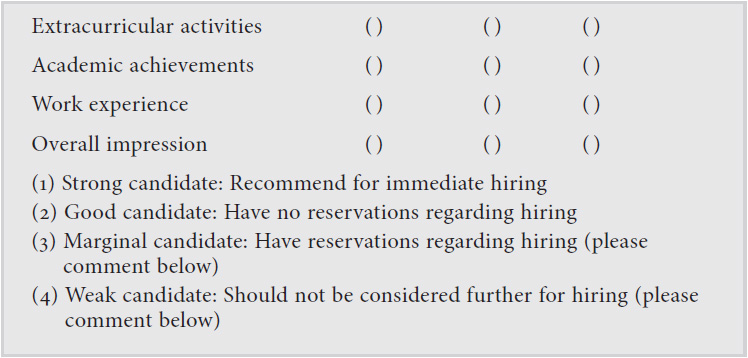 Extracurricular activities () () ()
Academic achievements () () ()
Work experience () () ()
Overall impression () () ()
(1) Strong candidate: Recommend for immediate hiring
(2) Good candidate: Have no reservations regarding hiring
(3) Marginal candidate: Have reservations regarding hiring (please
comment below)
(4) Weak candidate: Should not be considered further for hiring (please
comment below)